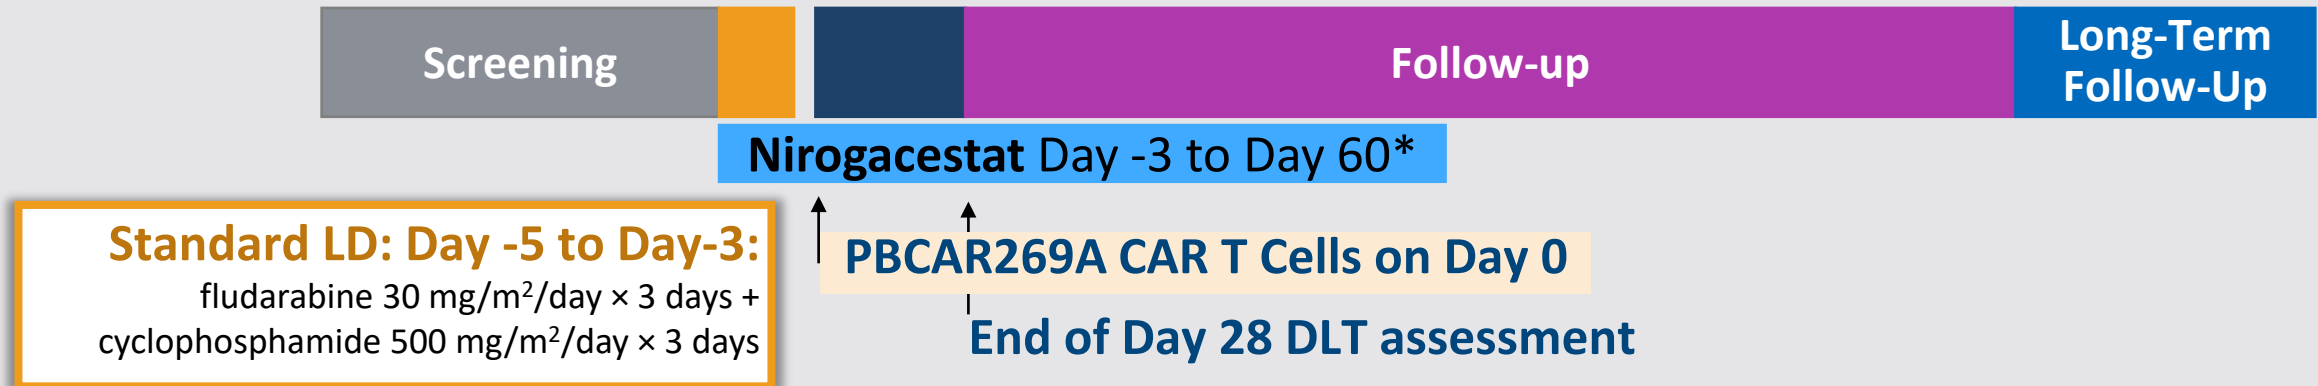 Screening
Follow-up
Long-Term
Follow-Up
Nirogacestat Day -3 to Day 60*
Standard LD: Day -5 to Day-3:
fludarabine 30 mg/m²/day × 3 days +
cyclophosphamide 500 mg/m²/day × 3 days
PBCAR269A CAR T Cells on Day 0
End of Day 28 DLT assessment